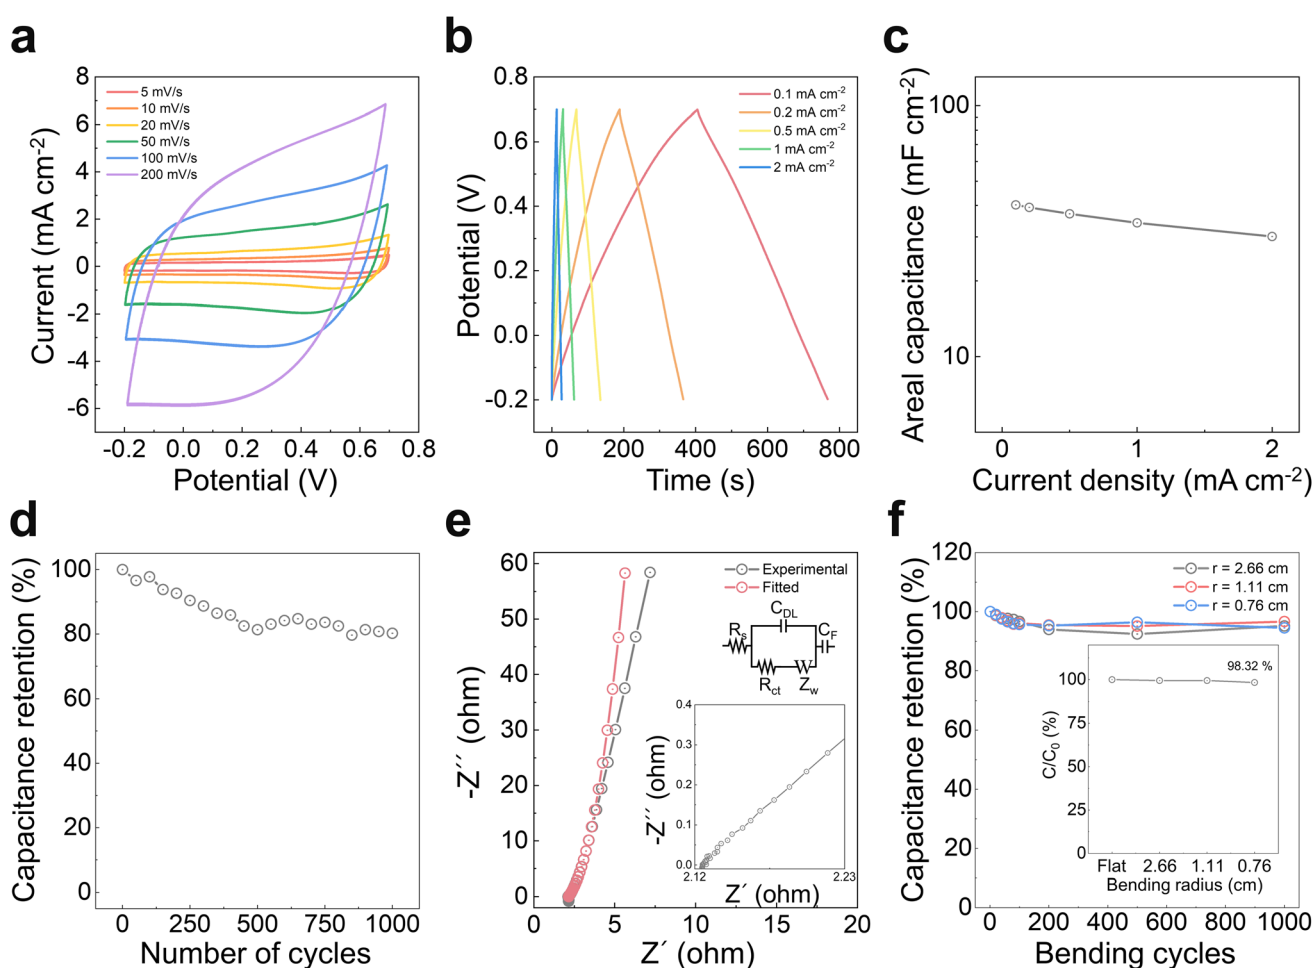 a
8
6
4
2
0
-2
-4
-6
-0.2 0.0 0.2 0.4 0.6 0.8
Current (mA cm-2)
Potential (V)
5 mV/s
10 mV/s
20 mV/s
50 mV/s
100 mV/s
200 mV/s
b
0.8
0.6
0.4
0.2
0.0
-0.2
0 200 400 600 800
Potential (V)
Time (s)
0.1 mA cm-2
0.2 mA cm-2
0.5 mA cm-2
1 mA cm-2
2 mA cm-2
c
100
10
0 1 2
Areal capacitance (mF cm-2)
Current density (mA cm-2)
d
100
80
60
40
20
0
0 250 500 750 1000
Capacitance retention (%)
Number of cycles
e
60
50
40
30
20
10
0
0 5 10 15 20
-Z´´ (ohm)
Z´ (ohm)
Experimental
Fitted
CDL
Rs
CF
Rct
W
Zw
0.4
0.3
0.2
0.1
0.0
2.12 2.23
-Z´´ (ohm)
Z´ (ohm)
f
120
100
80
60
40
20
0
0 200 400 600 800 1000
Capacitance retention (%)
Bending cycles
r = 2.66 cm
r = 1.11 cm
r = 0.76 cm
98.32 %
100
75
50
25
0
Flat 2.66 1.11 0.76
C/C0 (%)
Bending radius (cm)